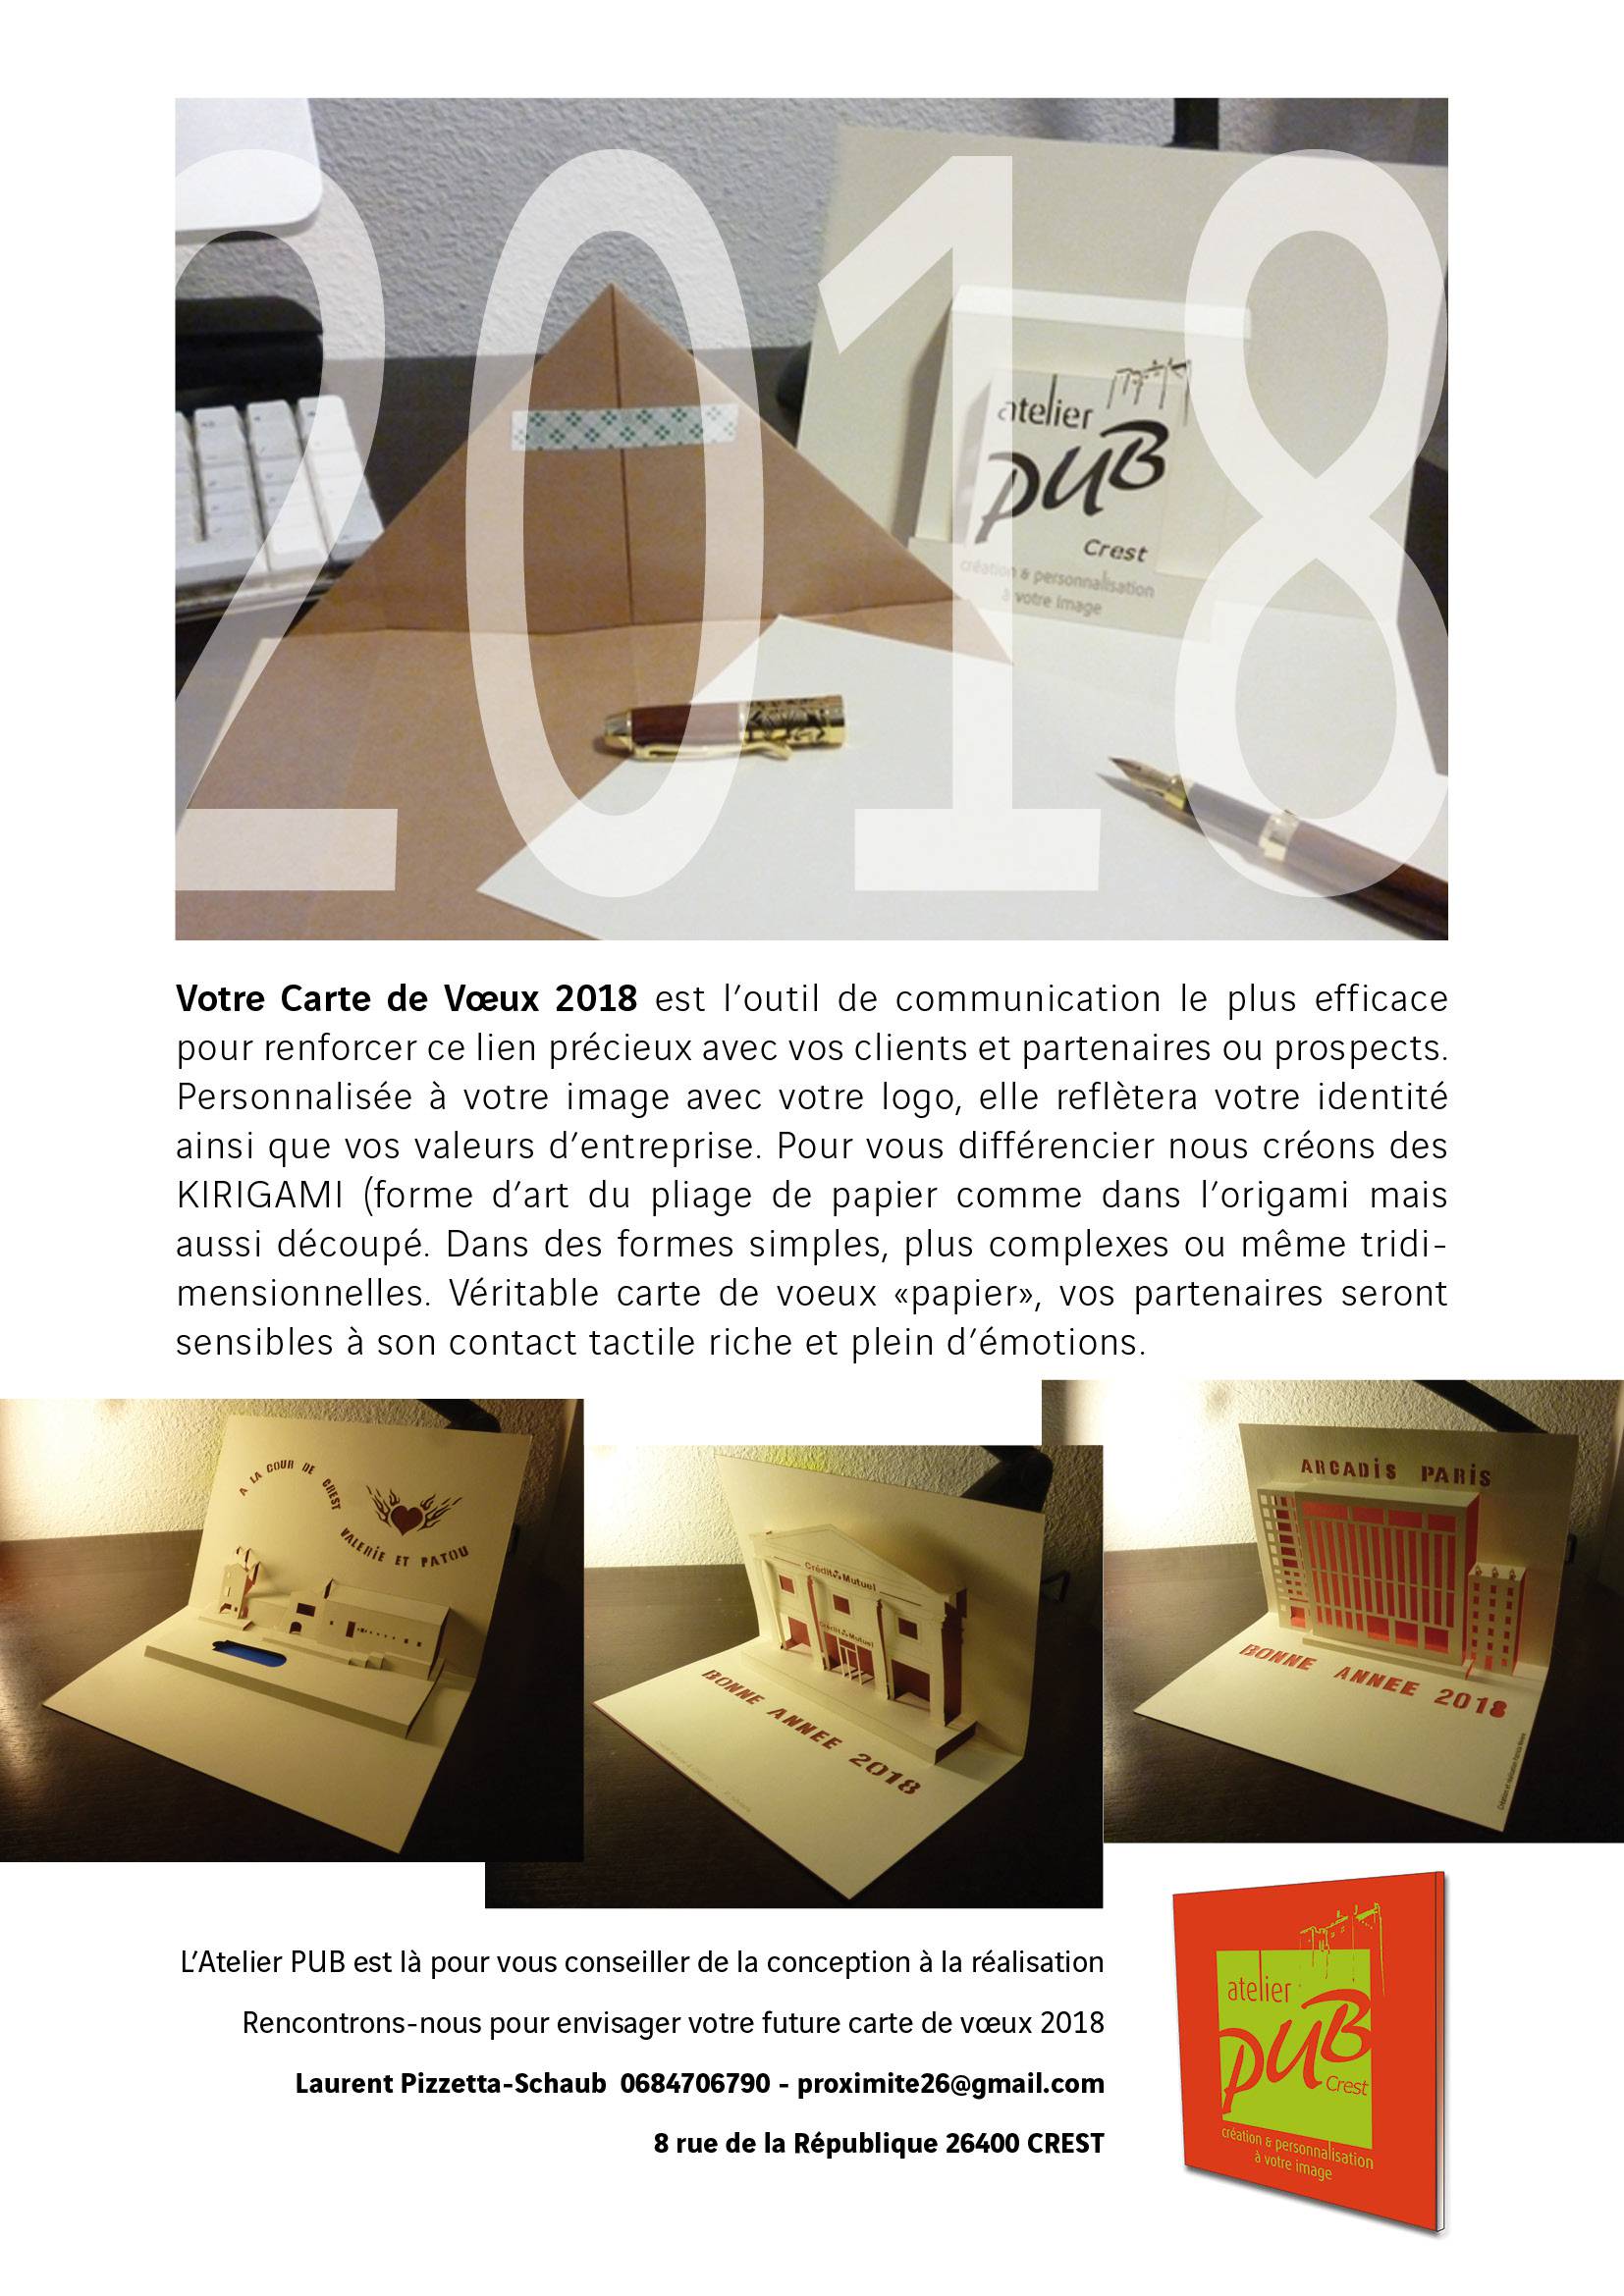 2018
atelier
PUB
Crest
création & personnalisation
à votre image
Votre Carte de Vœux 2018 est l’outil de communication le plus efficace
pour renforcer ce lien précieux avec vos clients et partenaires ou prospects.
Personnalisée à votre image avec votre logo, elle reflètera votre identité
ainsi que vos valeurs d’entreprise. Pour vous différencier nous créons des
KIRIGAMI (forme d’art du pliage de papier comme dans l’origami mais
aussi découpé. Dans des formes simples, plus complexes ou même tridi-
mensionnelles. Véritable carte de voeux «papier», vos partenaires seront
sensibles à son contact tactile riche et plein d’émotions.
A LA COUR DE CREST
VALERIE ET PATOU
Crédit Mutuel
Crédit Mutuel
BONNE ANNEE 2018
ARCADIS PARIS
BONNE ANNEE 2018
L’Atelier PUB est là pour vous conseiller de la conception à la réalisation
Rencontrons-nous pour envisager votre future carte de vœux 2018
Laurent Pizzetta-Schaub 0684706790 - proximite26@gmail.com
8 rue de la République 26400 CREST
atelier
PUB
Crest
création & personnalisation
à votre image